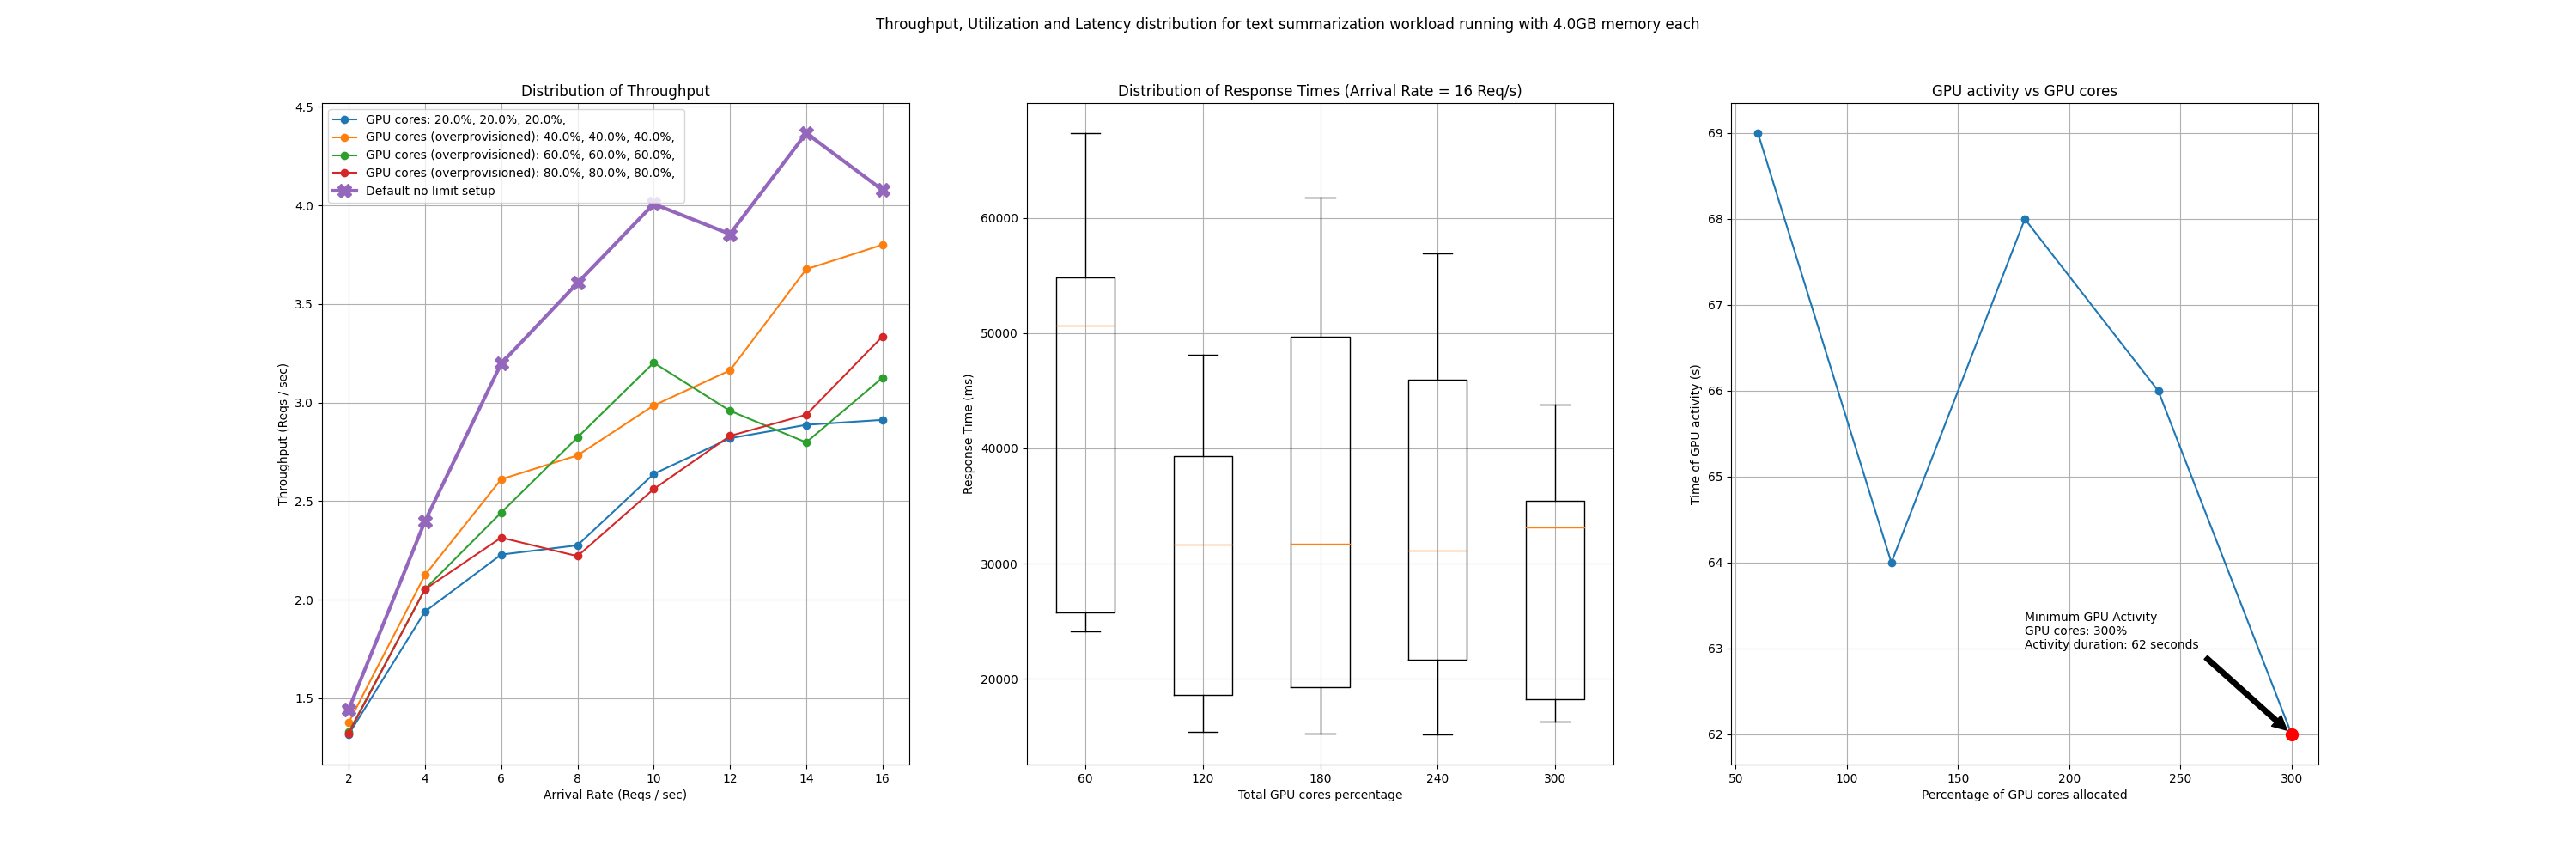 Throughput, Utilization and Latency distribution for text summarization workload running with 4.0GB memory each
Distribution of Throughput
4.5
4.0
3.5
3.0
2.5
2.0
1.5
Throughput (Reqs / sec)
GPU cores: 20.0%, 20.0%, 20.0%,
GPU cores (overprovisioned): 40.0%, 40.0%, 40.0%,
GPU cores (overprovisioned): 60.0%, 60.0%, 60.0%,
GPU cores (overprovisioned): 80.0%, 80.0%, 80.0%,
Default no limit setup
2 4 6 8 10 12 14 16
Arrival Rate (Reqs / sec)
Distribution of Response Times (Arrival Rate = 16 Req/s)
60000
50000
40000
30000
20000
Response Time (ms)
60 120 180 240 300
Total GPU cores percentage
GPU activity vs GPU cores
69
68
67
66
65
64
63
62
Time of GPU activity (s)
Minimum GPU Activity
GPU cores: 300%
Activity duration: 62 seconds
50 100 150 200 250 300
Percentage of GPU cores allocated